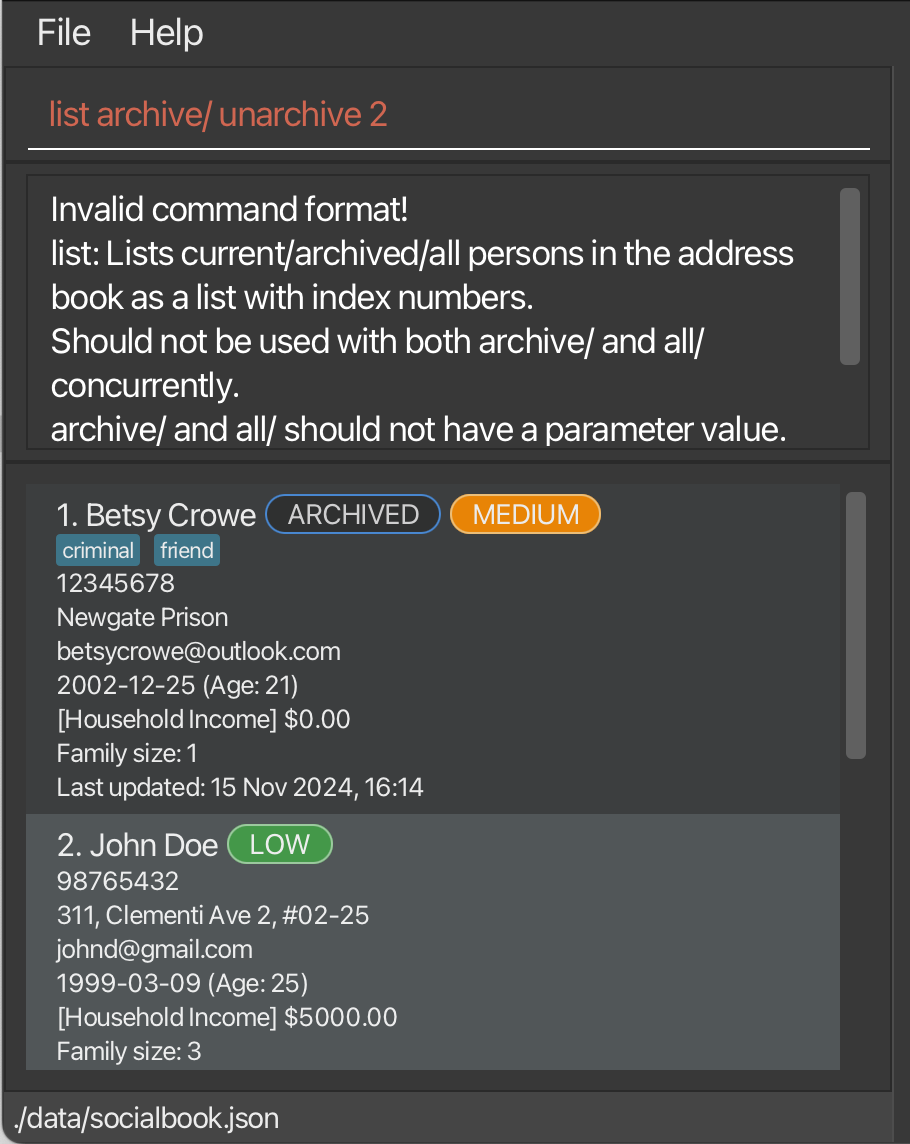 File Help
list archive/ unarchive 2
Invalid command format!
list: Lists current/archived/all persons in the address
book as a list with index numbers.
Should not be used with both archive/ and all/
concurrently.
archive/ and all/ should not have a parameter value.
1. Betsy Crowe ARCHIVED MEDIUM
criminal friend
12345678
Newgate Prison
betsycrowe@outlook.com
2002-12-25 (Age: 21)
[Household Income] $0.00
Family size: 1
Last updated: 15 Nov 2024, 16:14
2. John Doe LOW
98765432
311, Clementi Ave 2, #02-25
johnd@gmail.com
1999-03-09 (Age: 25)
[Household Income] $5000.00
Family size: 3
./data/socialbook.json